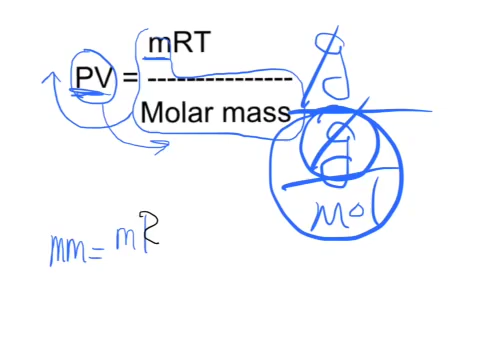 mRT
PV = ---------------
Molar mass
g
g
mol
mm = mR